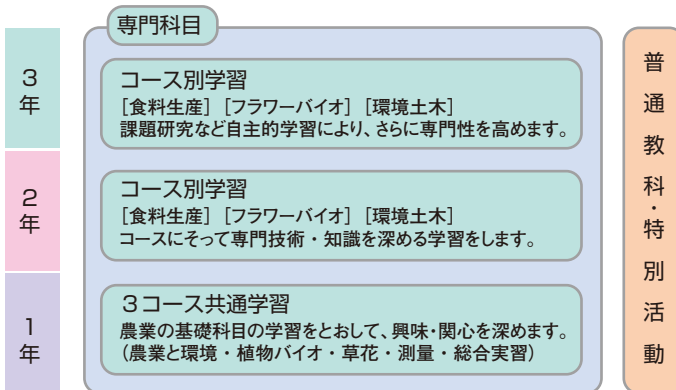 専門科目
3年
コース別学習
[食料生産] [フラワーバイオ] [環境土木]
課題研究など自主的学習により、さらに専門性を高めます。
2年
コース別学習
[食料生産] [フラワーバイオ] [環境土木]
コースにそって専門技術・知識を深める学習をします。
1年
3コース共通学習
農業の基礎科目の学習をとおして、興味・関心を深めます。
(農業と環境・植物バイオ・草花・測量・総合実習)
普通教科・特別活動